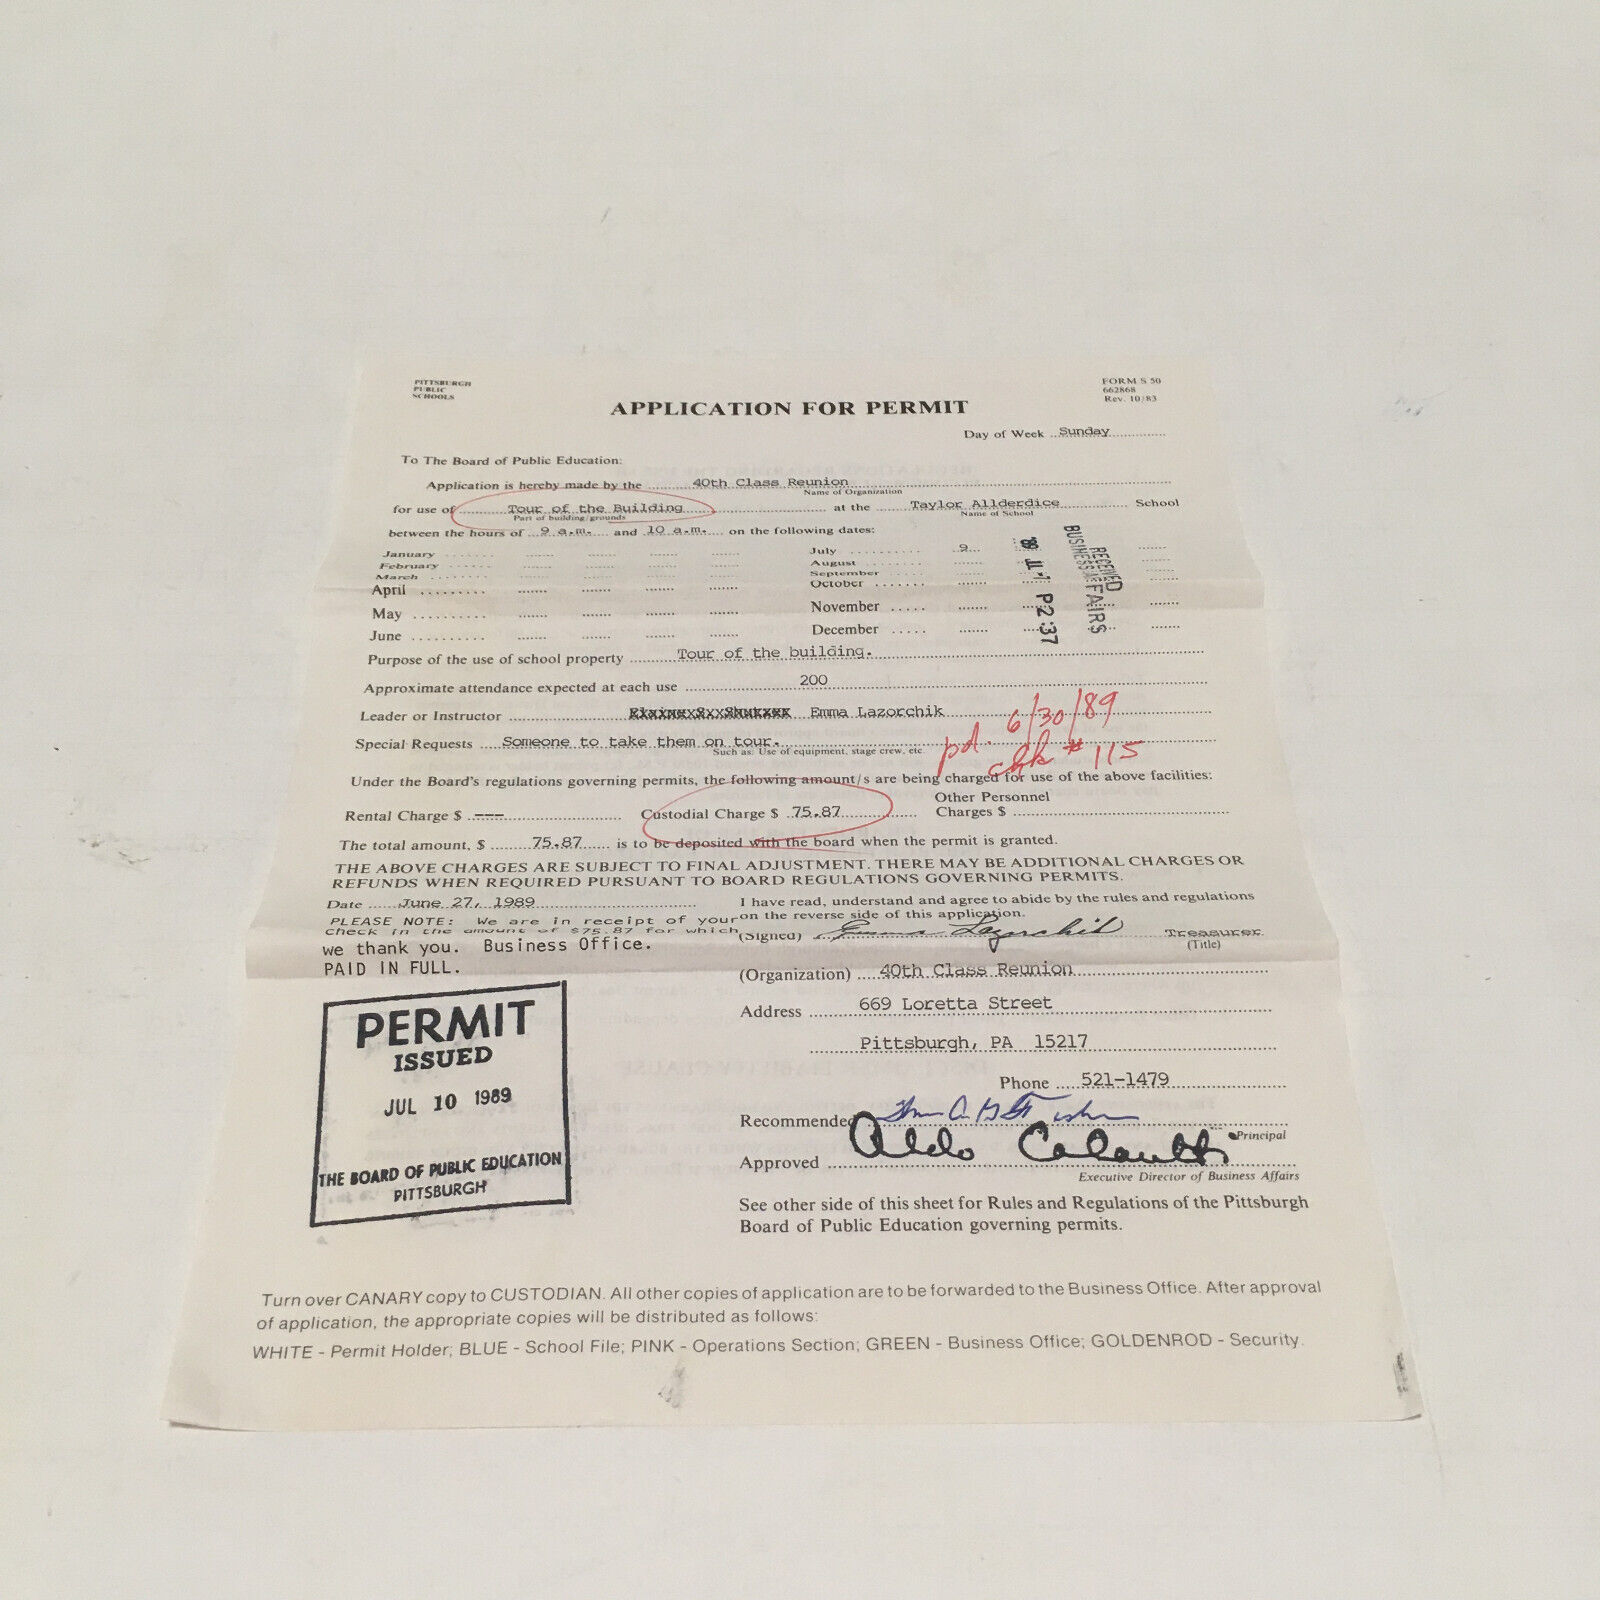 PITTSBURGH
PUBLIC
SCHOOLS
FORM S 50
662868
Rev. 10/83
APPLICATION FOR PERMIT
Day of Week Sunday
To The Board of Public Education:
Application is hereby made by the 40th Class Reunion
Name of Organization
for use of Tour of the Building at the Taylor Allderdice School
Part of building/grounds Name of School
between the hours of 9 a.m. and 10 a.m. on the following dates:
January July 9
February August
March September
April October
May November
June December
RECEIVED
BUSINESS AFFAIRS
P2:37
Purpose of the use of school property Tour of the building.
Approximate attendance expected at each use 200
Leader or Instructor Emma Lazorchik
Special Requests Someone to take them on tour.
Such as: Use of equipment, stage crew, etc.
pd. 6/30/89
chk # 115
Under the Board's regulations governing permits, the following amount/s are being charged for use of the above facilities:
Rental Charge $ --- Custodial Charge $ 75.87 Other Personnel
Charges $
The total amount, $ 75.87 is to be deposited with the board when the permit is granted.
THE ABOVE CHARGES ARE SUBJECT TO FINAL ADJUSTMENT. THERE MAY BE ADDITIONAL CHARGES OR
REFUNDS WHEN REQUIRED PURSUANT TO BOARD REGULATIONS GOVERNING PERMITS.
Date June 27, 1989
PLEASE NOTE: We are in receipt of your
check in the amount of $75.87 for which
we thank you. Business Office.
PAID IN FULL.
I have read, understand and agree to abide by the rules and regulations
on the reverse side of this application.
(Signed) Emma Lazorchik Treasurer
(Title)
(Organization) 40th Class Reunion
Address 669 Loretta Street
Pittsburgh, PA 15217
Phone 521-1479
Recommended
Principal
Approved Aldo Colautti
Executive Director of Business Affairs
PERMIT
ISSUED
JUL 10 1989
THE BOARD OF PUBLIC EDUCATION
PITTSBURGH
See other side of this sheet for Rules and Regulations of the Pittsburgh
Board of Public Education governing permits.
Turn over CANARY copy to CUSTODIAN. All other copies of application are to be forwarded to the Business Office. After approval
of application, the appropriate copies will be distributed as follows:
WHITE - Permit Holder; BLUE - School File; PINK - Operations Section; GREEN - Business Office; GOLDENROD - Security.